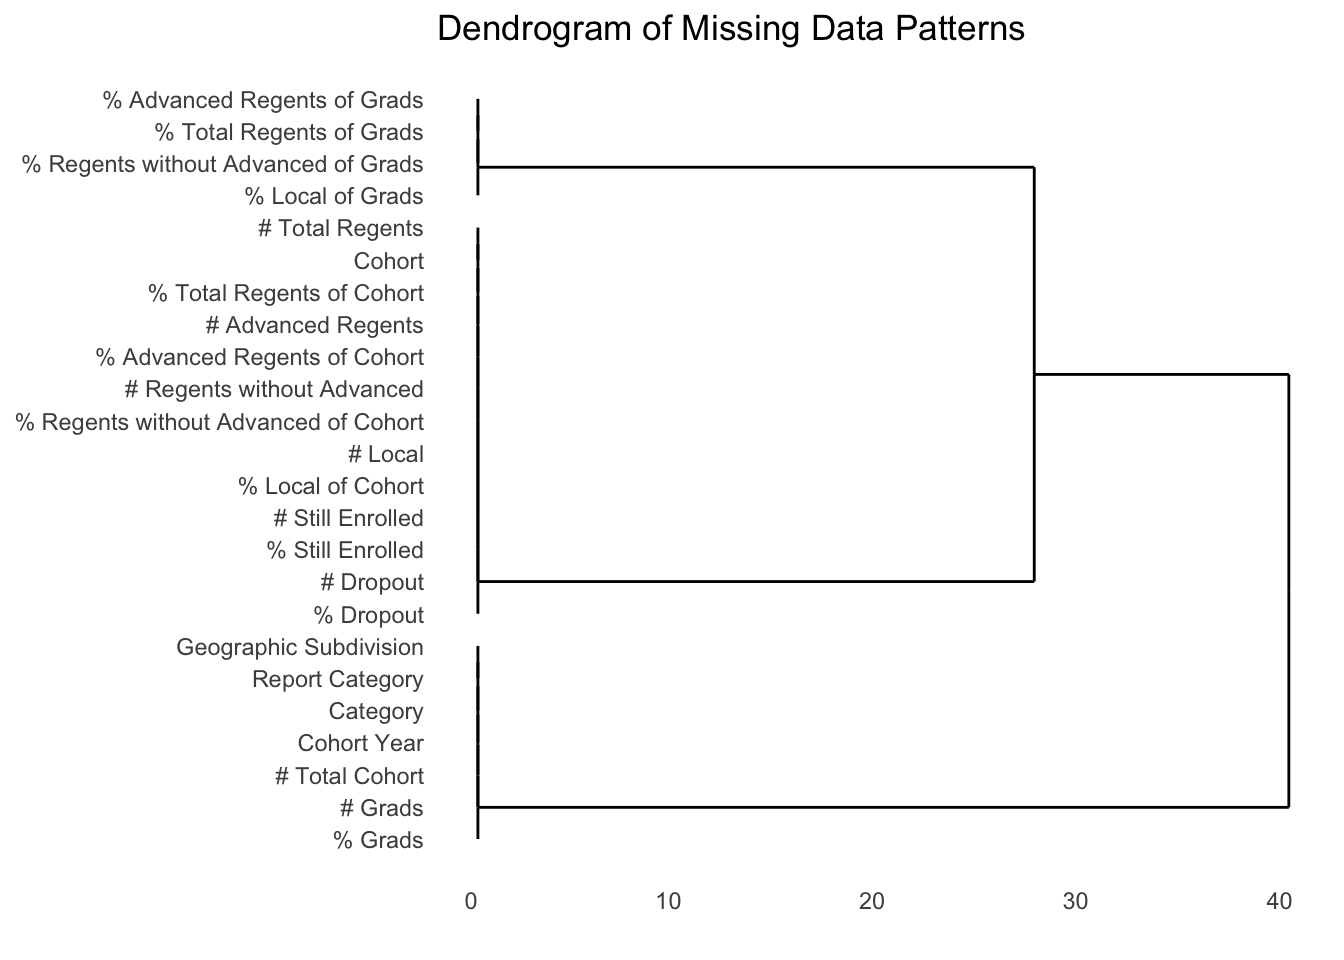 Dendrogram of Missing Data Patterns
% Advanced Regents of Grads
% Total Regents of Grads
% Regents without Advanced of Grads
% Local of Grads
# Total Regents
Cohort
% Total Regents of Cohort
# Advanced Regents
% Advanced Regents of Cohort
# Regents without Advanced
% Regents without Advanced of Cohort
# Local
% Local of Cohort
# Still Enrolled
% Still Enrolled
# Dropout
% Dropout
Geographic Subdivision
Report Category
Category
Cohort Year
# Total Cohort
# Grads
% Grads
0 10 20 30 40